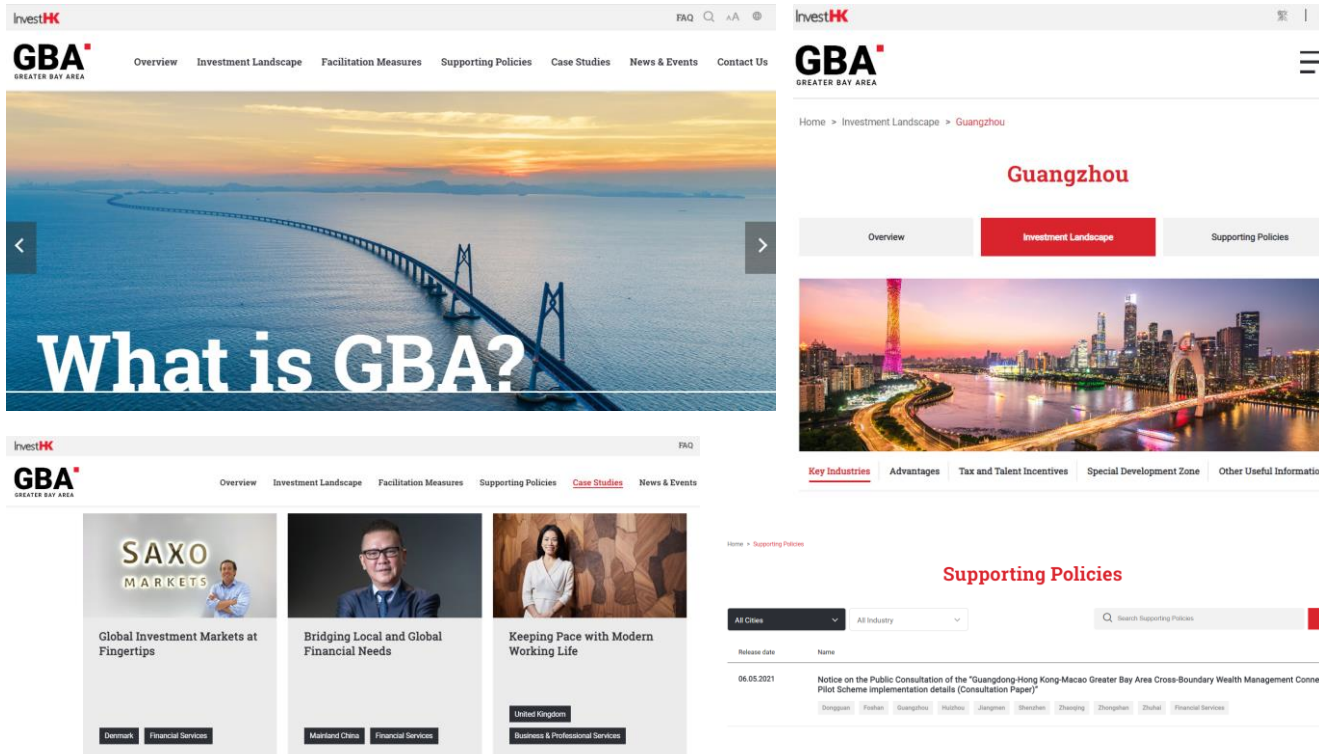 InvestHK
FAQ
AA
GBA
GREATER BAY AREA
Overview Investment Landscape Facilitation Measures Supporting Policies Case Studies News & Events Contact Us
What is GBA?
InvestHK
繁 |
GBA
GREATER BAY AREA
Home > Investment Landscape > Guangzhou
Guangzhou
Overview Investment Landscape Supporting Policies
Key Industries Advantages Tax and Talent Incentives Special Development Zone Other Useful Informatio
InvestHK
FAQ
GBA
GREATER BAY AREA
Overview Investment Landscape Facilitation Measures Supporting Policies Case Studies News & Events
SAXO
MARKETS
Global Investment Markets at
Fingertips
Denmark Financial Services
Bridging Local and Global
Financial Needs
Mainland China Financial Services
Keeping Pace with Modern
Working Life
United Kingdom
Business & Professional Services
Home > Supporting Policies
Supporting Policies
All Cities All Industry Search Supporting Policies
Release date Name
06.05.2021 Notice on the Public Consultation of the "Guangdong-Hong Kong-Macao Greater Bay Area Cross-Boundary Wealth Management Conne
Pilot Scheme implementation details (Consultation Paper)"
Dongguan Foshan Guangzhou Huizhou Jiangmen Shenzhen Zhaoqing Zhongshan Zhuhai Financial Services